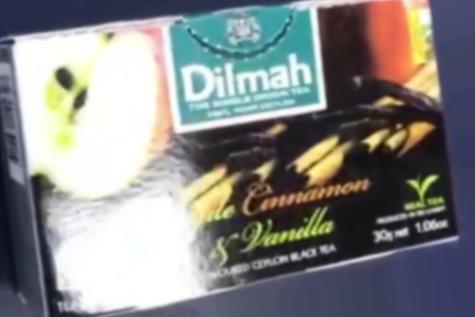 Dilmah
THE SINGLE ORIGIN TEA
100% PURE CEYLON
Cinnamon
& Vanilla
CEYLON BLACK TEA
REAL TEA
30g net 1.06oz